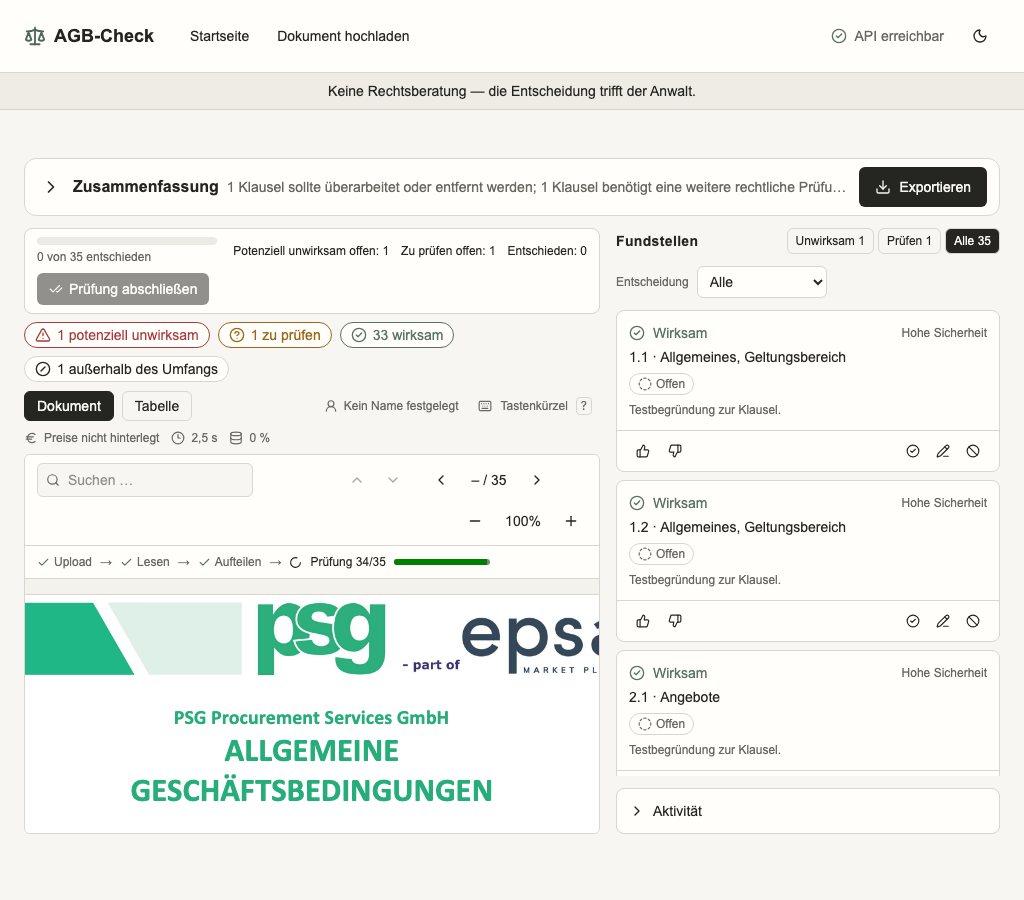 AGB-Check
Startseite
Dokument hochladen
API erreichbar
Keine Rechtsberatung — die Entscheidung trifft der Anwalt.
Zusammenfassung
1 Klausel sollte überarbeitet oder entfernt werden; 1 Klausel benötigt eine weitere rechtliche Prüfu…
Exportieren
0 von 35 entschieden
Potenziell unwirksam offen: 1
Zu prüfen offen: 1
Entschieden: 0
Prüfung abschließen
1 potenziell unwirksam
1 zu prüfen
33 wirksam
1 außerhalb des Umfangs
Dokument
Tabelle
Kein Name festgelegt
Tastenkürzel
?
Preise nicht hinterlegt
2,5 s
0 %
Suchen …
– / 35
100%
Upload → Lesen → Aufteilen → Prüfung 34/35
psg
- part of
epsa
MARKET PL
PSG Procurement Services GmbH
ALLGEMEINE
GESCHÄFTSBEDINGUNGEN
Fundstellen
Unwirksam 1
Prüfen 1
Alle 35
Entscheidung
Alle
Wirksam
Hohe Sicherheit
1.1 · Allgemeines, Geltungsbereich
Offen
Testbegründung zur Klausel.
Wirksam
Hohe Sicherheit
1.2 · Allgemeines, Geltungsbereich
Offen
Testbegründung zur Klausel.
Wirksam
Hohe Sicherheit
2.1 · Angebote
Offen
Testbegründung zur Klausel.
Aktivität